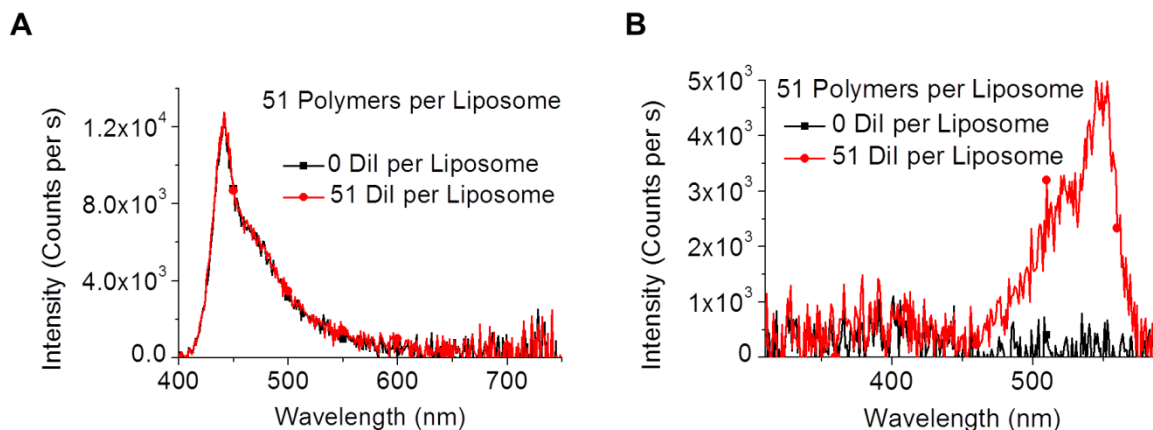 A
Intensity (Counts per s)
1.2x10⁴
8.0x10³
4.0x10³
0.0
51 Polymers per Liposome
0 DiI per Liposome
51 DiI per Liposome
400 500 600 700
Wavelength (nm)
B
Intensity (Counts per s)
5x10³
4x10³
3x10³
2x10³
1x10³
0
51 Polymers per Liposome
0 DiI per Liposome
51 DiI per Liposome
400 500
Wavelength (nm)